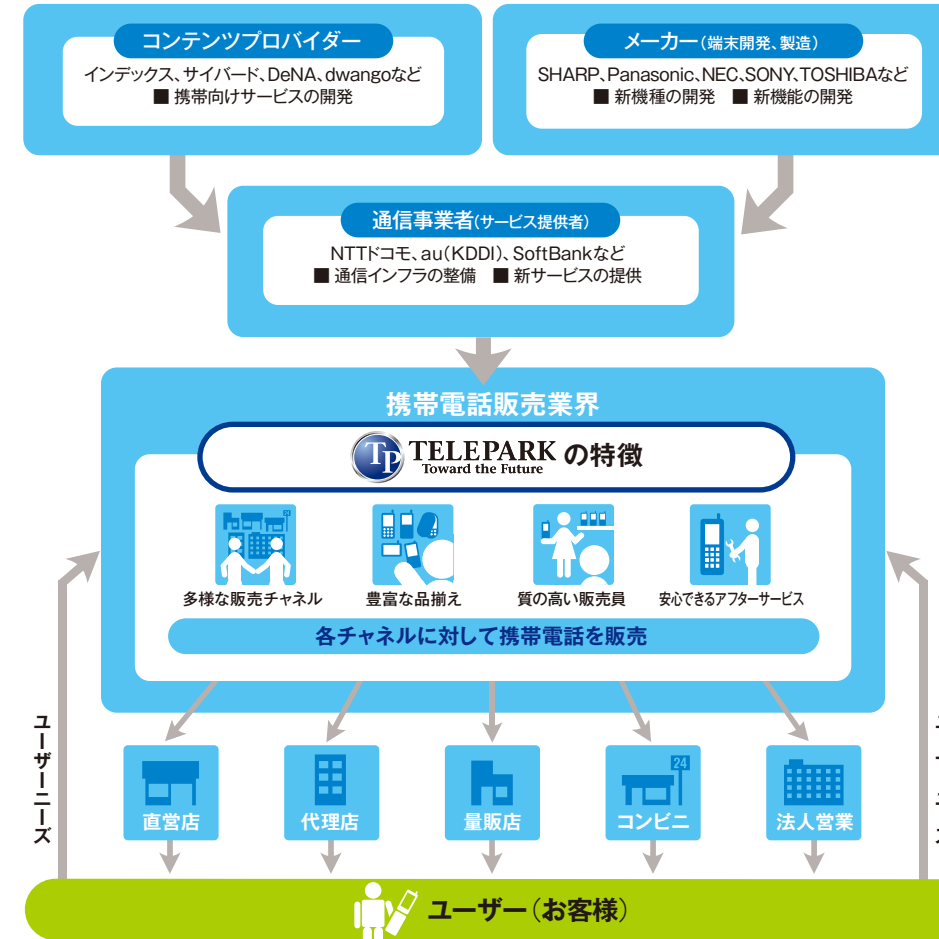 コンテンツプロバイダー
インデックス、サイバード、DeNA、dwangoなど
■ 携帯向けサービスの開発
メーカー（端末開発、製造）
SHARP、Panasonic、NEC、SONY、TOSHIBAなど
■ 新機種の開発　■ 新機能の開発
通信事業者(サービス提供者)
NTTドコモ、au(KDDI)、SoftBankなど
■ 通信インフラの整備　■ 新サービスの提供
携帯電話販売業界
TP TELEPARK の特徴
Toward the Future
24
多様な販売チャネル
豊富な品揃え
質の高い販売員
安心できるアフターサービス
各チャネルに対して携帯電話を販売
ユーザーニーズ
直営店
代理店
量販店
24
コンビニ
法人営業
ユーザー（お客様）